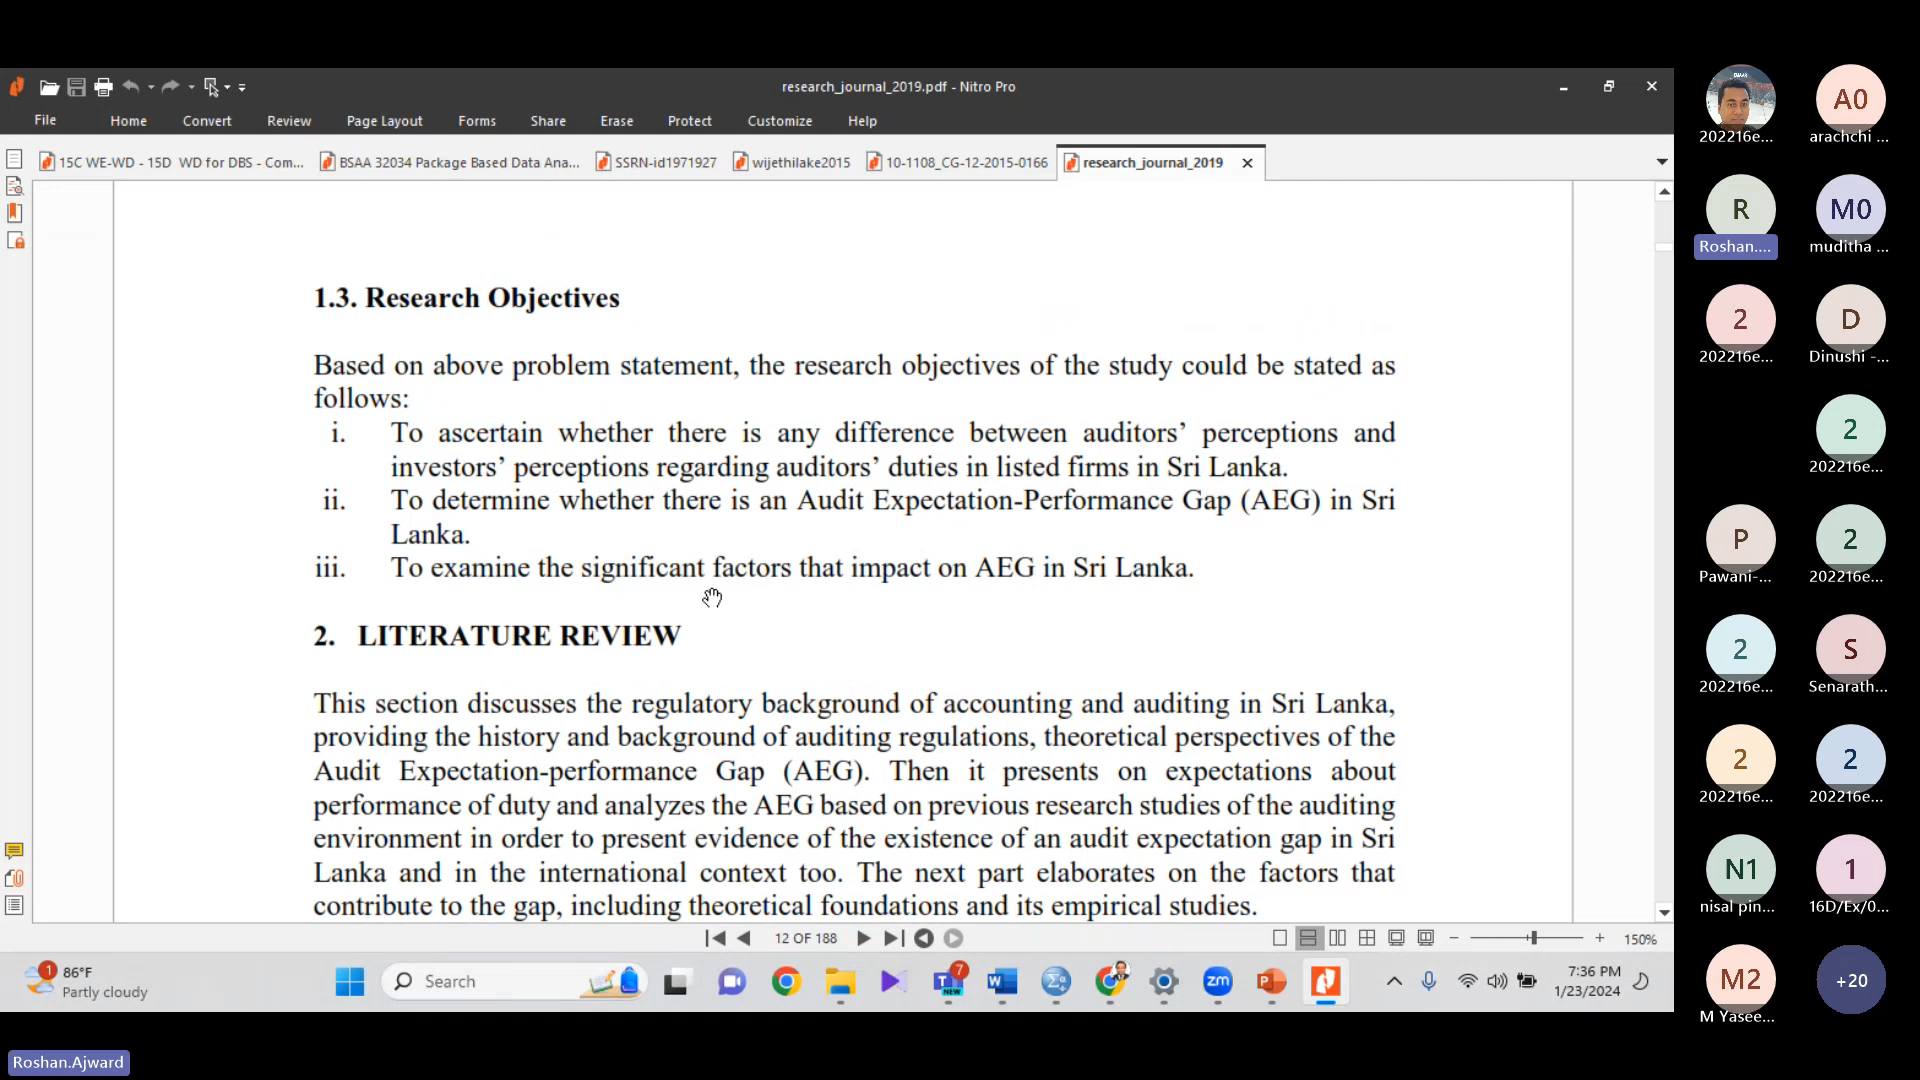 research_journal_2019.pdf - Nitro Pro
File Home Convert Review Page Layout Forms Share Erase Protect Customize Help
15C WE-WD - 15D WD for DBS - Com... BSAA 32034 Package Based Data Ana... SSRN-id1971927 wijethilake2015 10-1108_CG-12-2015-0166 research_journal_2019
1.3. Research Objectives
Based on above problem statement, the research objectives of the study could be stated as
follows:
i. To ascertain whether there is any difference between auditors’ perceptions and
investors’ perceptions regarding auditors’ duties in listed firms in Sri Lanka.
ii. To determine whether there is an Audit Expectation-Performance Gap (AEG) in Sri
Lanka.
iii. To examine the significant factors that impact on AEG in Sri Lanka.
2. LITERATURE REVIEW
This section discusses the regulatory background of accounting and auditing in Sri Lanka,
providing the history and background of auditing regulations, theoretical perspectives of the
Audit Expectation-performance Gap (AEG). Then it presents on expectations about
performance of duty and analyzes the AEG based on previous research studies of the auditing
environment in order to present evidence of the existence of an audit expectation gap in Sri
Lanka and in the international context too. The next part elaborates on the factors that
contribute to the gap, including theoretical foundations and its empirical studies.
12 OF 188
150%
1
86°F
Partly cloudy
Search
7
NEW
zm
7:36 PM
1/23/2024
Roshan.Ajward
A0
202216e... arachchi ...
R M0
Roshan.... muditha ...
2 D
202216e... Dinushi -...
2
202216e...
P 2
Pawani-... 202216e...
2 S
202216e... Senarath...
2 2
202216e... 202216e...
N1 1
nisal pin... 16D/Ex/0...
M2 +20
M Yasee...